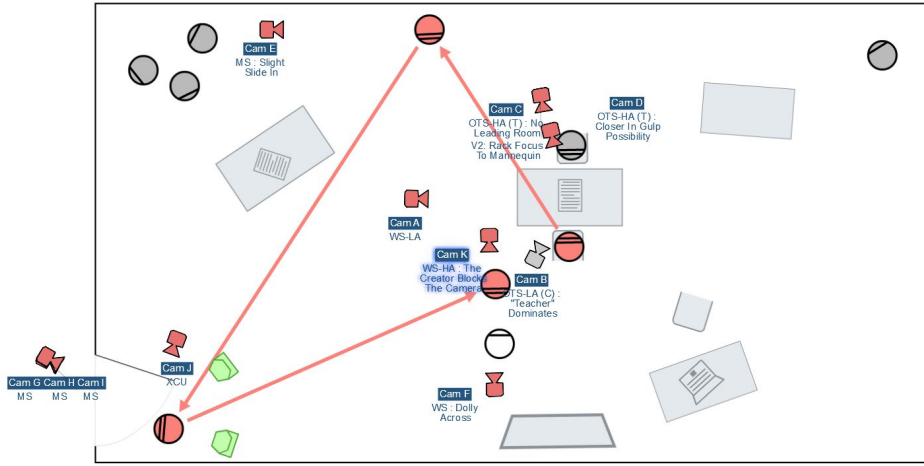 Cam E
MS : Slight
Slide In
Cam C
OTS-HA (T) : No
Leading Room
V2: Rack Focus
To Mannequin
Cam D
OTS-HA (T) :
Closer In Gulp
Possibility
Cam A
WS-LA
Cam K
WS-HA : The
Creator Blocks
The Camera
Cam B
OTS-LA (C) :
"Teacher"
Dominates
Cam J
XCU
Cam G Cam H Cam I
MS MS MS
Cam F
WS : Dolly
Across